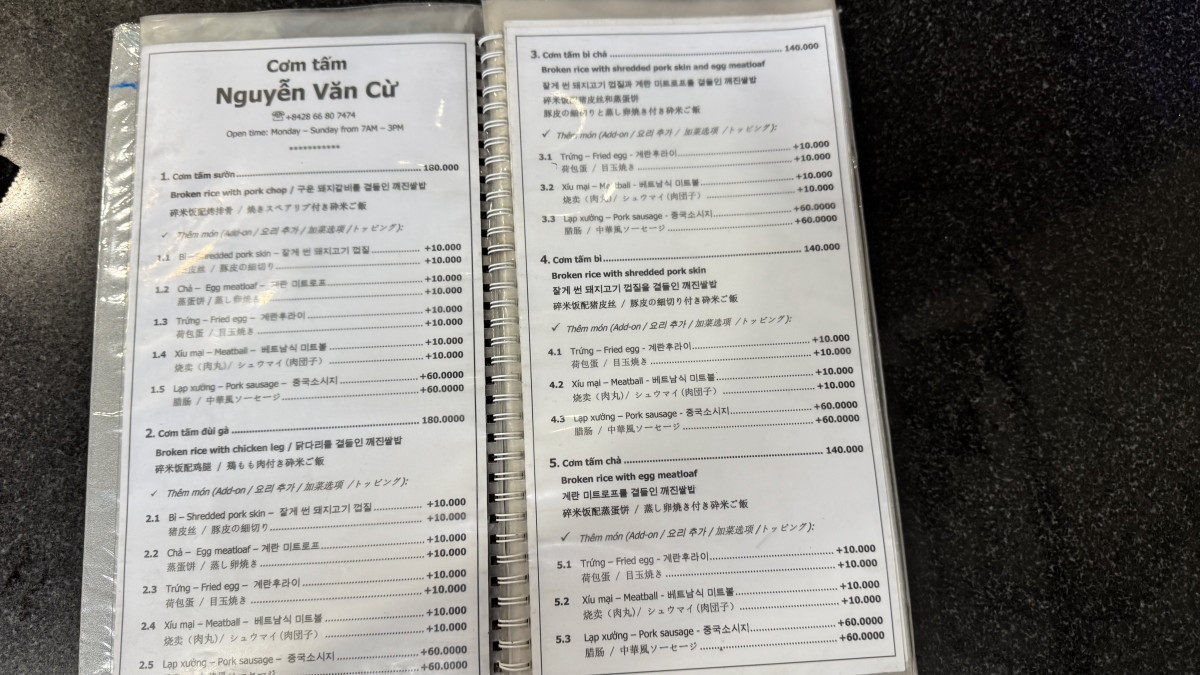 Cơm tấm
Nguyễn Văn Cừ
☏+8428 66 80 7474
Open time: Monday – Sunday from 7AM – 3PM
***********
1. Cơm tấm sườn 180.000
Broken rice with pork chop / 구운 돼지갈비를 곁들인 깨진쌀밥
碎米饭配烤排骨 / 焼きスペアリブ付き砕米ご飯
✓ Thêm món (Add-on / 요리 추가 / 加菜选项 /トッピング):
1.1 Bì – Shredded pork skin – 잘게 썬 돼지고기 껍질 +10.000
皮丝 / 豚皮の細切り +10.000
1.2 Chả – Egg meatloaf – 계란 미트로프 +10.000
蒸蛋饼 / 蒸し卵焼き +10.000
1.3 Trứng – Fried egg – 계란후라이 +10.000
荷包蛋 / 目玉焼き +10.000
1.4 Xíu mại – Meatball – 베트남식 미트볼 +10.000
烧卖（肉丸）/ シュウマイ(肉団子） +10.000
1.5 Lạp xưởng – Pork sausage – 중국소시지 +60.0000
腊肠 / 中華風ソーセージ +60.0000
2. Cơm tấm đùi gà 180.0000
Broken rice with chicken leg / 닭다리를 곁들인 깨진쌀밥
碎米饭配鸡腿 / 鶏もも肉付き砕米ご飯
✓ Thêm món (Add-on / 요리 추가 / 加菜选项 /トッピング):
2.1 Bì – Shredded pork skin – 잘게 썬 돼지고기 껍질 +10.000
猪皮丝 / 豚皮の細切り +10.000
2.2 Chả – Egg meatloaf – 계란 미트로프 +10.000
蒸蛋饼 / 蒸し卵焼き +10.000
2.3 Trứng – Fried egg – 계란후라이 +10.000
荷包蛋 / 目玉焼き +10.000
2.4 Xíu mại – Meatball – 베트남식 미트볼 +10.000
烧卖（肉丸）/ シュウマイ(肉団子） +10.000
2.5 Lạp xưởng – Pork sausage – 중국소시지 +60.0000
+60.0000
3. Cơm tấm bì chả 140.000
Broken rice with shredded pork skin and egg meatloaf
잘게 썬 돼지고기 껍질과 계란 미트로프를 곁들인 깨진쌀밥
碎米饭配猪皮丝和蒸蛋饼
豚皮の細切りと蒸し卵焼き付き砕米ご飯
✓ Thêm món (Add-on / 요리 추가 / 加菜选项 /トッピング):
3.1 Trứng – Fried egg - 계란후라이 +10.000
荷包蛋 / 目玉焼き +10.000
3.2 Xíu mại – Meatball - 베트남식 미트볼 +10.000
烧卖（肉丸）/ シュウマイ(肉団子） +10.000
3.3 Lạp xưởng – Pork sausage - 중국소시지 +60.0000
腊肠 / 中華風ソーセージ +60.0000
4. Cơm tấm bì 140.000
Broken rice with shredded pork skin
잘게 썬 돼지고기 껍질을 곁들인 깨진쌀밥
碎米饭配猪皮丝 / 豚皮の細切り付き砕米ご飯
✓ Thêm món (Add-on / 요리 추가 / 加菜选项 /トッピング):
4.1 Trứng – Fried egg - 계란후라이 +10.000
荷包蛋 / 目玉焼き +10.000
4.2 Xíu mại – Meatball - 베트남식 미트볼 +10.000
烧卖（肉丸）/ シュウマイ(肉団子） +10.000
4.3 Lạp xưởng – Pork sausage - 중국소시지 +60.0000
腊肠 / 中華風ソーセージ +60.0000
5. Cơm tấm chả 140.000
Broken rice with egg meatloaf
계란 미트로프를 곁들인 깨진쌀밥
碎米饭配蒸蛋饼 / 蒸し卵焼き付き砕米ご飯
✓ Thêm món (Add-on / 요리 추가 / 加菜选项 /トッピング):
5.1 Trứng – Fried egg - 계란후라이 +10.000
荷包蛋 / 目玉焼き +10.000
5.2 Xíu mại – Meatball - 베트남식 미트볼 +10.000
烧卖（肉丸）/ シュウマイ(肉団子） +10.000
5.3 Lạp xưởng – Pork sausage - 중국소시지 +60.0000
腊肠 / 中華風ソーセージ +60.0000